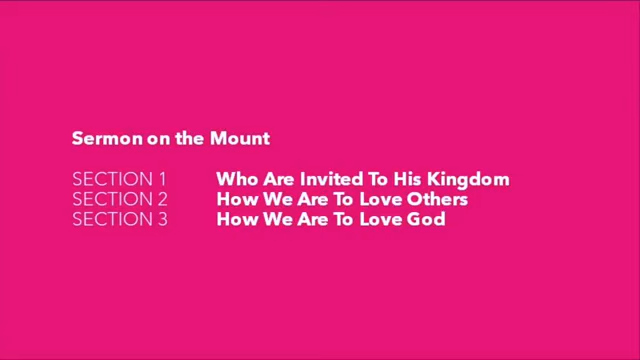 Sermon on the Mount
SECTION 1 Who Are Invited To His Kingdom
SECTION 2 How We Are To Love Others
SECTION 3 How We Are To Love God